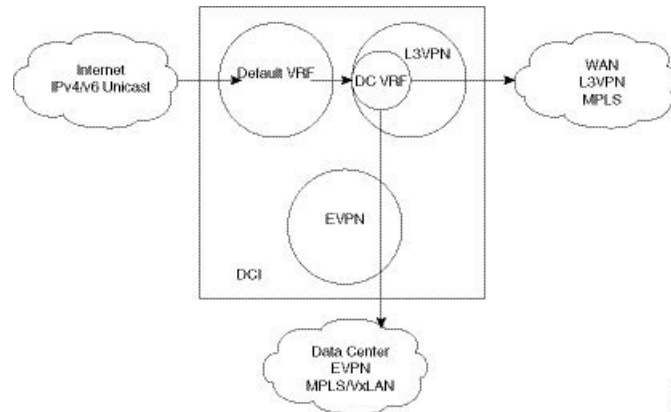 Internet
IPv4/v6 Unicast
Default VRF
L3VPN
DC VRF
WAN
L3VPN
MPLS
EVPN
DCI
Data Center
EVPN
MPLS/VxLAN